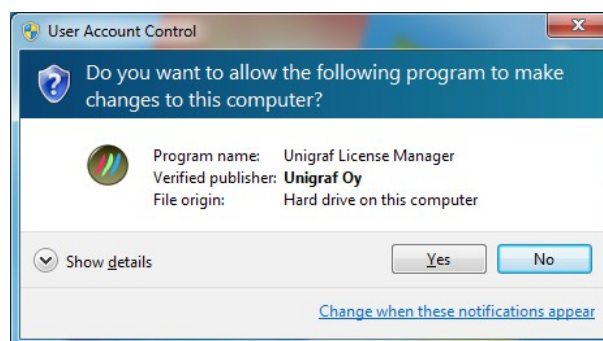 User Account Control
Do you want to allow the following program to make
changes to this computer?
Program name: Unigraf License Manager
Verified publisher: Unigraf Oy
File origin: Hard drive on this computer
Show details
Yes
No
Change when these notifications appear